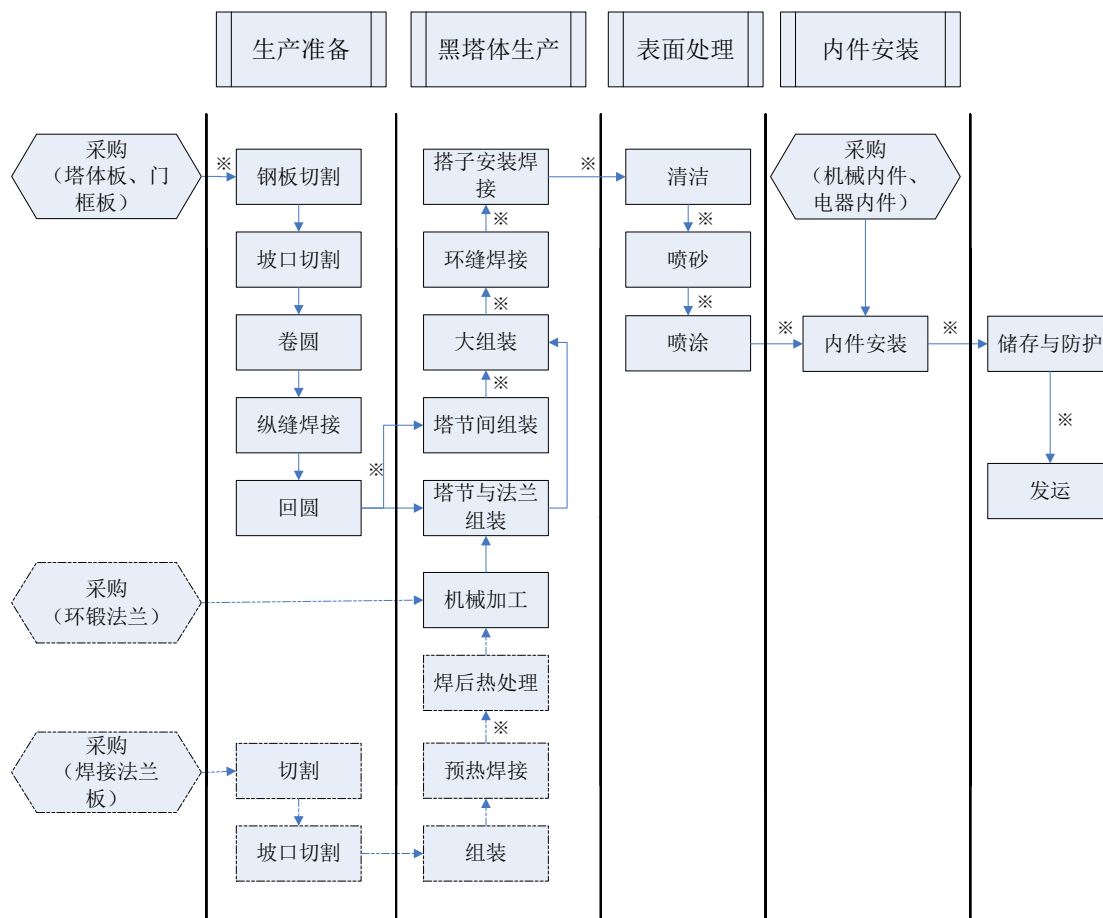 生产准备
黑塔体生产
表面处理
内件安装
采购
（塔体板、门
框板）
※
钢板切割
坡口切割
卷圆
纵缝焊接
回圆
※
采购
（环锻法兰）
采购
（焊接法兰
板）
切割
坡口切割
搭子安装焊
接
※
※
环缝焊接
※
大组装
※
塔节间组装
塔节与法兰
组装
机械加工
焊后热处理
※
预热焊接
组装
清洁
※
喷砂
※
喷涂
※
采购
（机械内件、
电器内件）
内件安装
※
储存与防护
※
发运